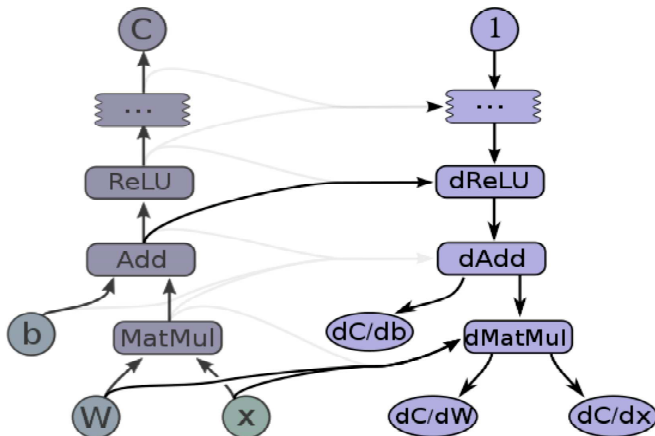 C
1
...
...
ReLU
dReLU
Add
dAdd
b
MatMul
dC/db
dMatMul
W
x
dC/dW
dC/dx